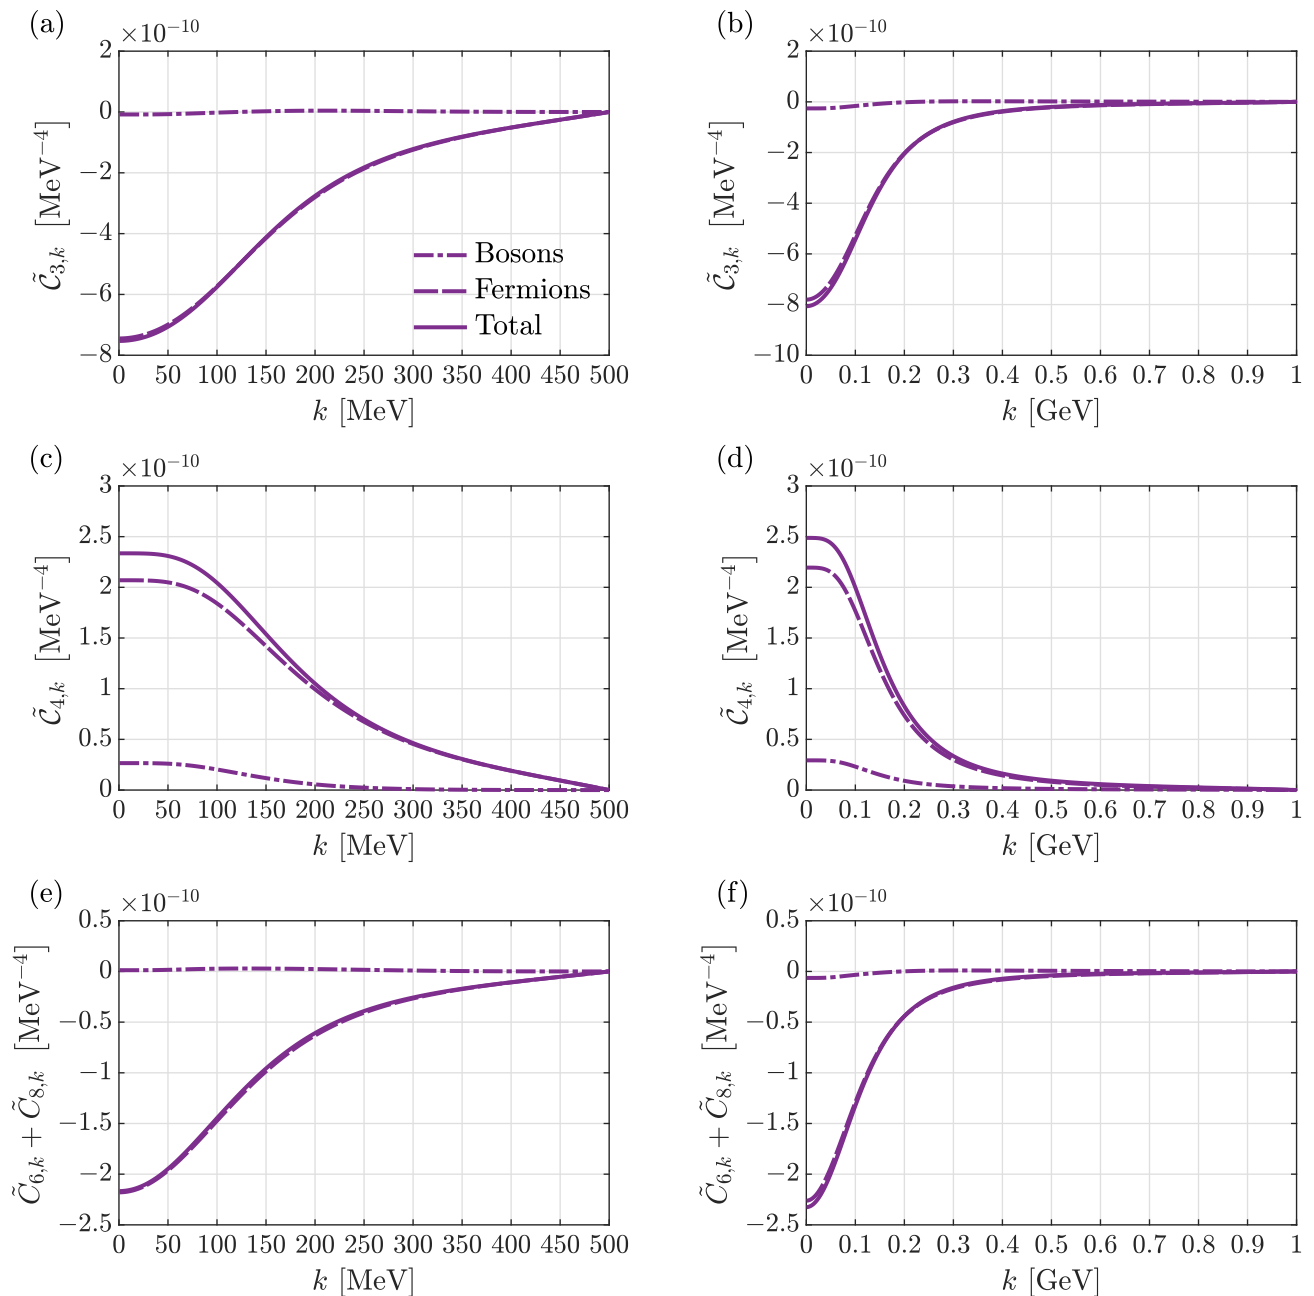 (a)
×10⁻¹⁰
2
0
−2
−4
−6
−8
C̃₃,ₖ [MeV⁻⁴]
Bosons
Fermions
Total
0 50 100 150 200 250 300 350 400 450 500
k [MeV]
(b)
×10⁻¹⁰
2
0
−2
−4
−6
−8
−10
C̃₃,ₖ [MeV⁻⁴]
0 0.1 0.2 0.3 0.4 0.5 0.6 0.7 0.8 0.9 1
k [GeV]
(c)
×10⁻¹⁰
3
2.5
2
1.5
1
0.5
0
C̃₄,ₖ [MeV⁻⁴]
0 50 100 150 200 250 300 350 400 450 500
k [MeV]
(d)
×10⁻¹⁰
3
2.5
2
1.5
1
0.5
0
C̃₄,ₖ [MeV⁻⁴]
0 0.1 0.2 0.3 0.4 0.5 0.6 0.7 0.8 0.9 1
k [GeV]
(e)
×10⁻¹⁰
0.5
0
−0.5
−1
−1.5
−2
−2.5
C̃₆,ₖ + C̃₈,ₖ [MeV⁻⁴]
0 50 100 150 200 250 300 350 400 450 500
k [MeV]
(f)
×10⁻¹⁰
0.5
0
−0.5
−1
−1.5
−2
−2.5
C̃₆,ₖ + C̃₈,ₖ [MeV⁻⁴]
0 0.1 0.2 0.3 0.4 0.5 0.6 0.7 0.8 0.9 1
k [GeV]